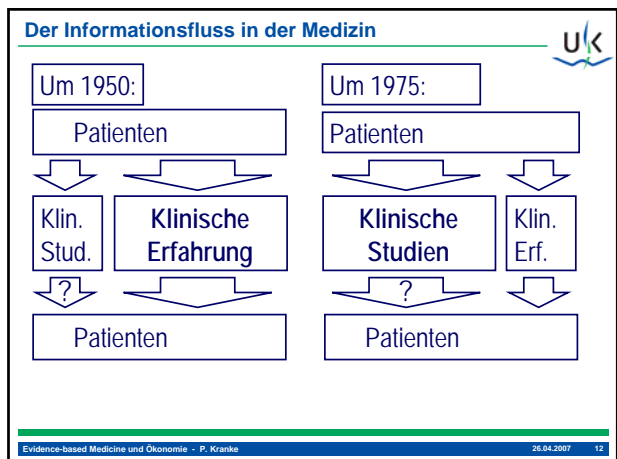 Der Informationsfluss in der Medizin
UK
Um 1950:
Patienten
Klin.
Stud.
Klinische
Erfahrung
?
Patienten
Um 1975:
Patienten
Klinische
Studien
Klin.
Erf.
?
Patienten
Evidence-based Medicine und Ökonomie - P. Kranke
26.04.2007 12